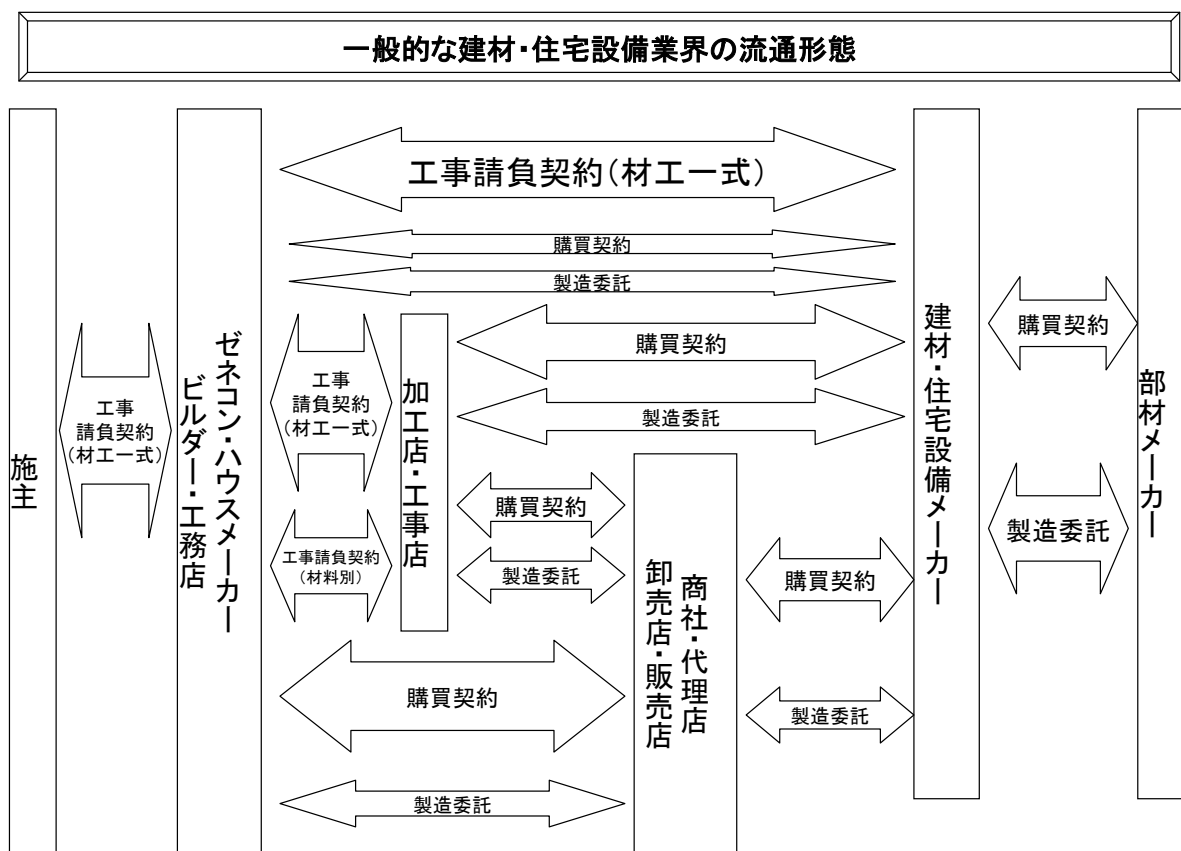 一般的な建材・住宅設備業界の流通形態
施主
工事
請負契約
(材工一式)
ゼネコン・ハウスメーカー
ビルダー・工務店
工事請負契約(材工一式)
購買契約
製造委託
工事
請負契約
(材工一式)
工事請負契約
(材料別)
加工店・工事店
購買契約
製造委託
購買契約
製造委託
購買契約
製造委託
商社・代理店
卸売店・販売店
購買契約
製造委託
建材・住宅設備メーカー
購買契約
製造委託
部材メーカー